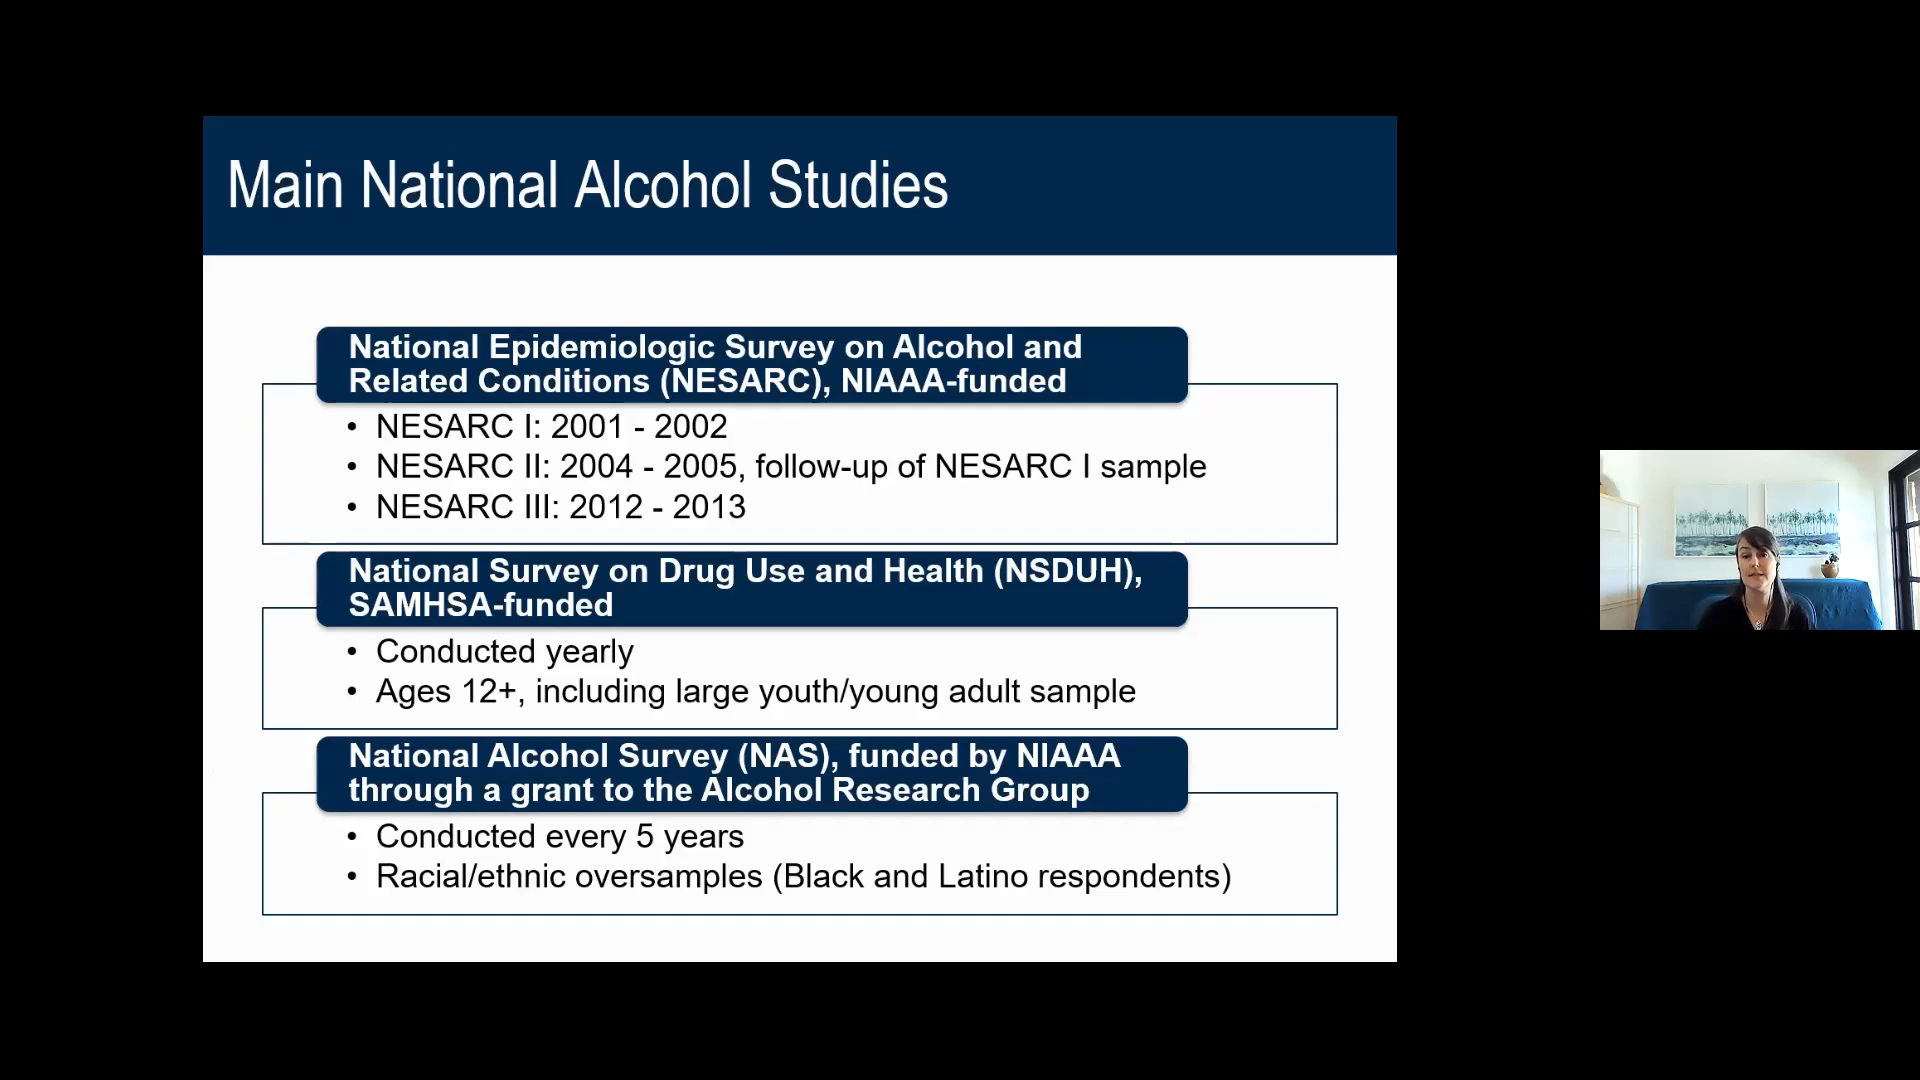 Main National Alcohol Studies
National Epidemiologic Survey on Alcohol and
Related Conditions (NESARC), NIAAA-funded
• NESARC I: 2001 - 2002
• NESARC II: 2004 - 2005, follow-up of NESARC I sample
• NESARC III: 2012 - 2013
National Survey on Drug Use and Health (NSDUH),
SAMHSA-funded
• Conducted yearly
• Ages 12+, including large youth/young adult sample
National Alcohol Survey (NAS), funded by NIAAA
through a grant to the Alcohol Research Group
• Conducted every 5 years
• Racial/ethnic oversamples (Black and Latino respondents)